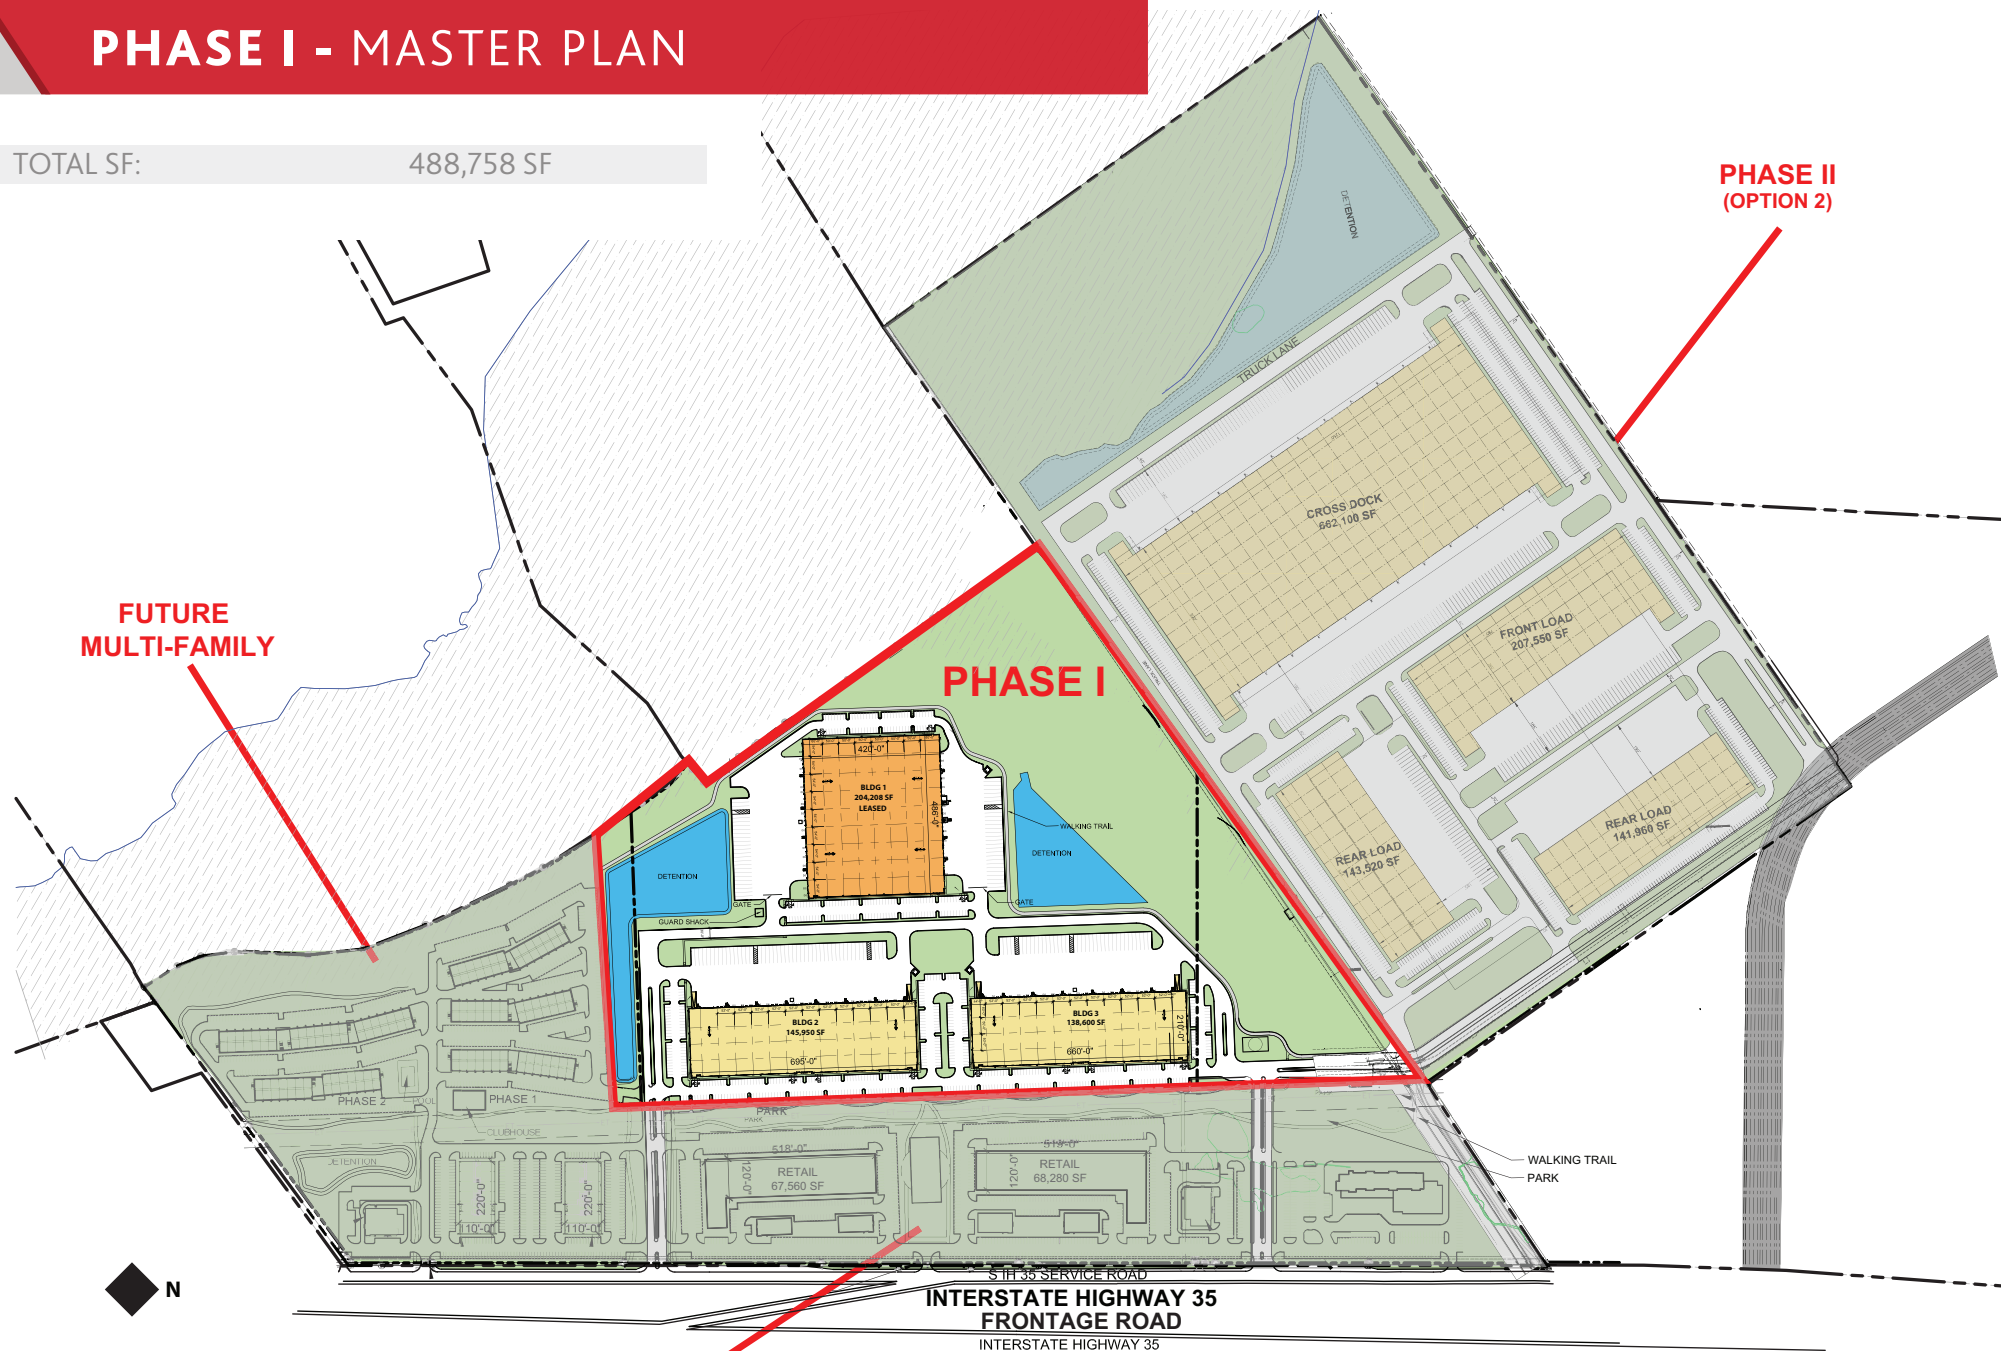 PHASE I - MASTER PLAN
TOTAL SF: 488,758 SF
PHASE II
(OPTION 2)
DETENTION
TRUCK LANE
CROSS DOCK
662,100 SF
FRONT LOAD
207,550 SF
REAR LOAD
141,960 SF
REAR LOAD
143,520 SF
FUTURE
MULTI-FAMILY
PHASE I
420'-0"
BLDG 1
204,208 SF
LEASED
486'-0"
WALKING TRAIL
DETENTION
DETENTION
GATE
GATE
GUARD SHACK
BLDG 2
145,950 SF
695'-0"
BLDG 3
138,600 SF
210'-0"
660'-0"
PHASE 2
POOL
PHASE 1
CLUBHOUSE
DETENTION
PARK
PARK
518'-0"
120'-0"
RETAIL
67,560 SF
519'-0"
120'-0"
RETAIL
68,280 SF
220'-0"
110'-0"
220'-0"
110'-0"
WALKING TRAIL
PARK
N
S IH 35 SERVICE ROAD
INTERSTATE HIGHWAY 35
FRONTAGE ROAD
INTERSTATE HIGHWAY 35